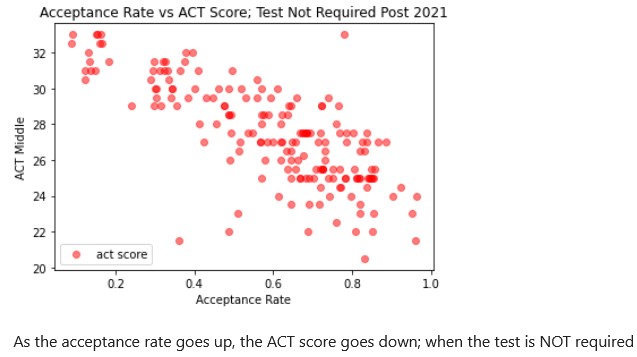 Acceptance Rate vs ACT Score; Test Not Required Post 2021
32
30
28
26
24
22
20
ACT Middle
act score
0.2 0.4 0.6 0.8 1.0
Acceptance Rate
As the acceptance rate goes up, the ACT score goes down; when the test is NOT required